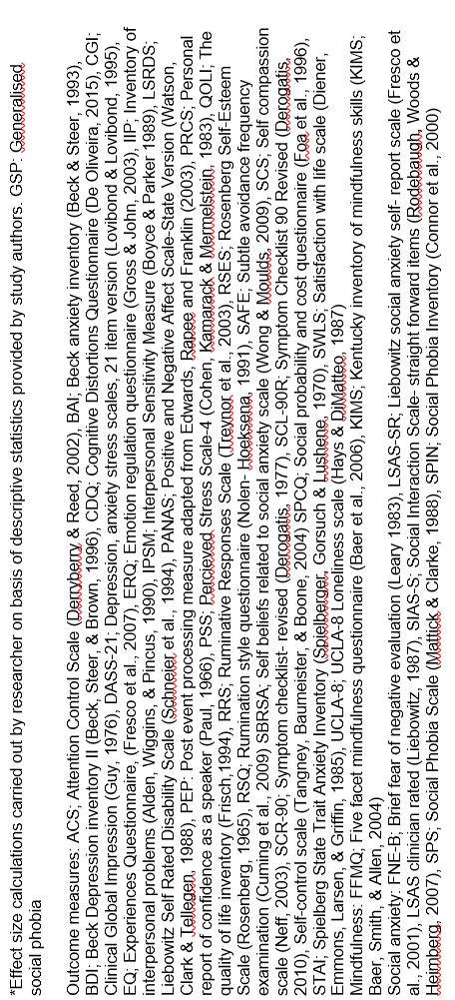 *Effect size calculations carried out by researcher on basis of descriptive statistics provided by study authors. GSP: Generalised
social phobia
Outcome measures: ACS; Attention Control Scale (Derryberry & Reed, 2002), BAI; Beck anxiety inventory (Beck & Steer, 1993),
BDI; Beck Depression inventory II (Beck, Steer, & Brown, 1996), CDQ; Cognitive Distortions Questionnaire (De Oliveira, 2015), CGI;
Clinical Global Impression (Guy, 1976), DASS-21; Depression, anxiety stress scales, 21 item version (Lovibond & Lovibond, 1995),
EQ; Experiences Questionnaire, (Fresco et al., 2007), ERQ; Emotion regulation questionnaire (Gross & John, 2003), IIP; Inventory of
interpersonal problems (Alden, Wiggins, & Pincus, 1990), IPSM; Interpersonal Sensitivity Measure (Boyce & Parker 1989), LSRDS;
Liebowitz Self Rated Disability Scale (Schneier et al., 1994), PANAS; Positive and Negative Affect Scale-State Version (Watson,
Clark & Tellegen, 1988), PEP: Post event processing measure adapted from Edwards, Rapee and Franklin (2003), PRCS; Personal
report of confidence as a speaker (Paul, 1966), PSS; Percieved Stress Scale-4 (Cohen, Kamarack & Mermelstein, 1983), QOLI; The
quality of life inventory (Frisch,1994), RRS; Ruminative Responses Scale (Treynor et al., 2003), RSES; Rosenberg Self-Esteem
Scale (Rosenberg, 1965), RSQ; Rumination style questionnaire (Nolen- Hoeksena, 1991), SAFE; Subtle avoidance frequency
examination (Cuming et al., 2009) SBRSA; Self beliefs related to social anxiety scale (Wong & Moulds, 2009), SCS; Self compassion
scale (Neff, 2003), SCR-90; Symptom checklist- revised (Derogatis, 1977), SCL-90R; Symptom Checklist 90 Revised (Derogatis,
2010), Self-control scale (Tangney, Baumeister, & Boone, 2004) SPCQ; Social probability and cost questionnaire (Foa et al., 1996),
STAI; Spielberg State Trait Anxiety Inventory (Spielberger, Gorsuch & Lushene, 1970), SWLS; Satisfaction with life scale (Diener,
Emmons, Larsen, & Griffin, 1985), UCLA-8; UCLA-8 Loneliness scale (Hays & DiMatteo, 1987)
Mindfulness: FFMQ; Five facet mindfulness questionnaire (Baer et al., 2006), KIMS; Kentucky inventory of mindfulness skills (KIMS;
Baer, Smith, & Allen, 2004)
Social anxiety: FNE-B; Brief fear of negative evaluation (Leary 1983), LSAS-SR; Liebowitz social anxiety self- report scale (Fresco et
al., 2001), LSAS clinician rated (Liebowitz, 1987), SIAS-S; Social Interaction Scale- straight forward items (Rodebaugh, Woods &
Heimberg, 2007), SPS; Social Phobia Scale (Mattick & Clarke, 1988), SPIN; Social Phobia Inventory (Connor et al., 2000)